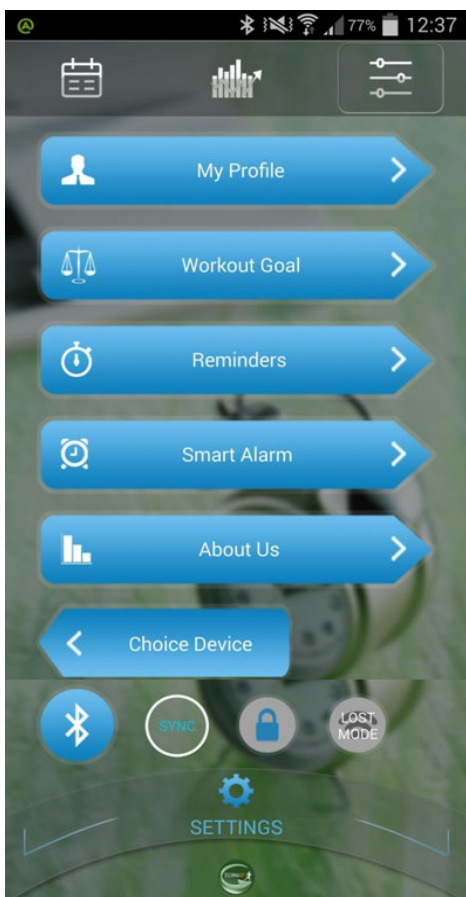 77% 12:37
My Profile
Workout Goal
Reminders
Smart Alarm
About Us
Choice Device
SYNC
LOST
MODE
SETTINGS